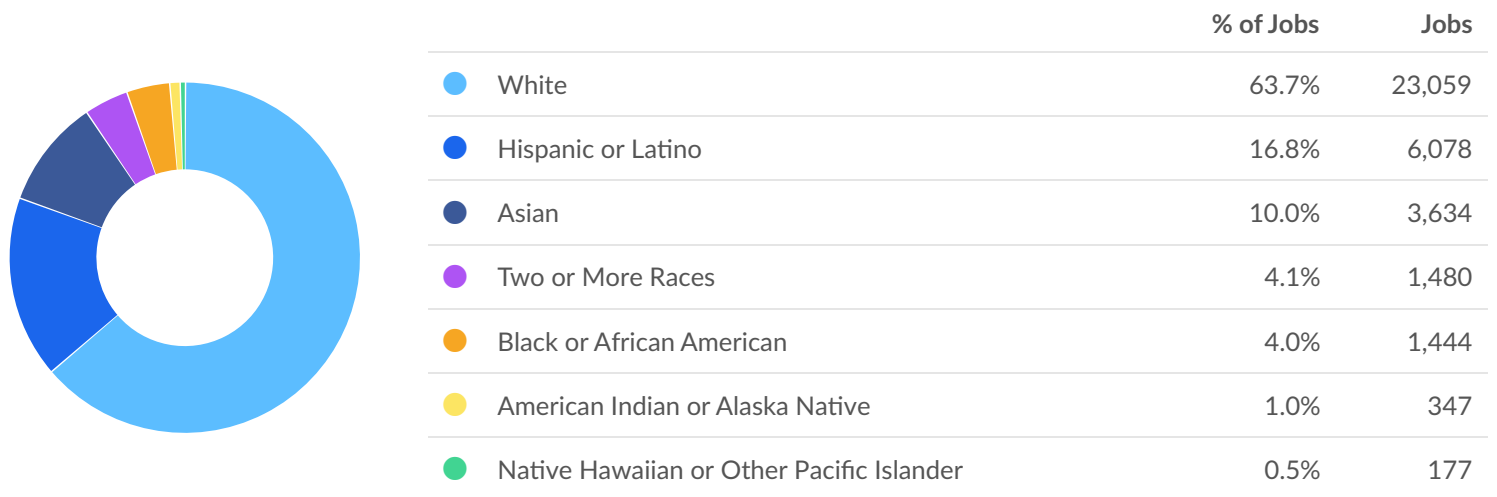 % of Jobs Jobs
White 63.7% 23,059
Hispanic or Latino 16.8% 6,078
Asian 10.0% 3,634
Two or More Races 4.1% 1,480
Black or African American 4.0% 1,444
American Indian or Alaska Native 1.0% 347
Native Hawaiian or Other Pacific Islander 0.5% 177